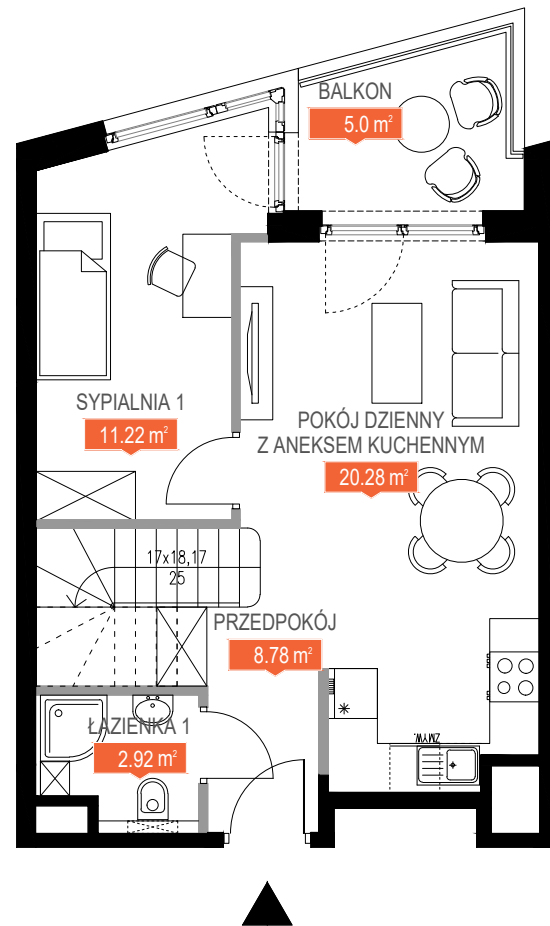 BALKON
5.0 m²
SYPIALNIA 1
11.22 m²
POKÓJ DZIENNY
Z ANEKSEM KUCHENNYM
20.28 m²
17x18,17
25
PRZEDPOKÓJ
8.78 m²
ŁAZIENKA 1
2.92 m²
ZMYW.